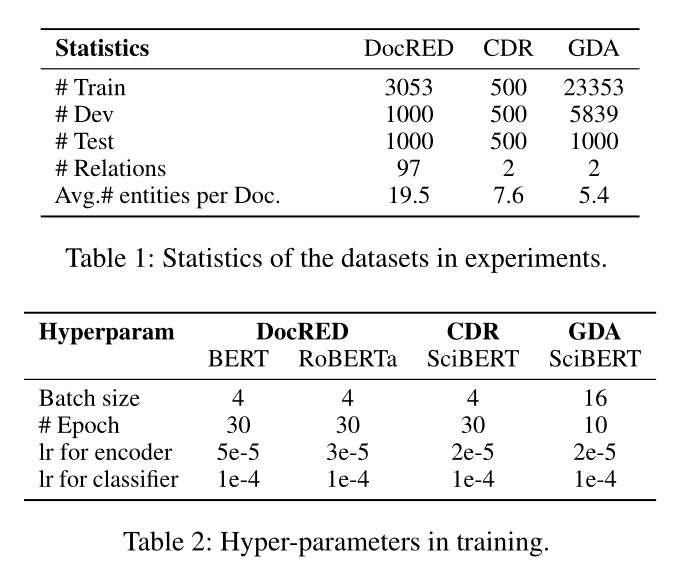 Statistics DocRED CDR GDA
# Train 3053 500 23353
# Dev 1000 500 5839
# Test 1000 500 1000
# Relations 97 2 2
Avg.# entities per Doc. 19.5 7.6 5.4
Table 1: Statistics of the datasets in experiments.
Hyperparam DocRED CDR GDA
BERT RoBERTa SciBERT SciBERT
Batch size 4 4 4 16
# Epoch 30 30 30 10
lr for encoder 5e-5 3e-5 2e-5 2e-5
lr for classifier 1e-4 1e-4 1e-4 1e-4
Table 2: Hyper-parameters in training.